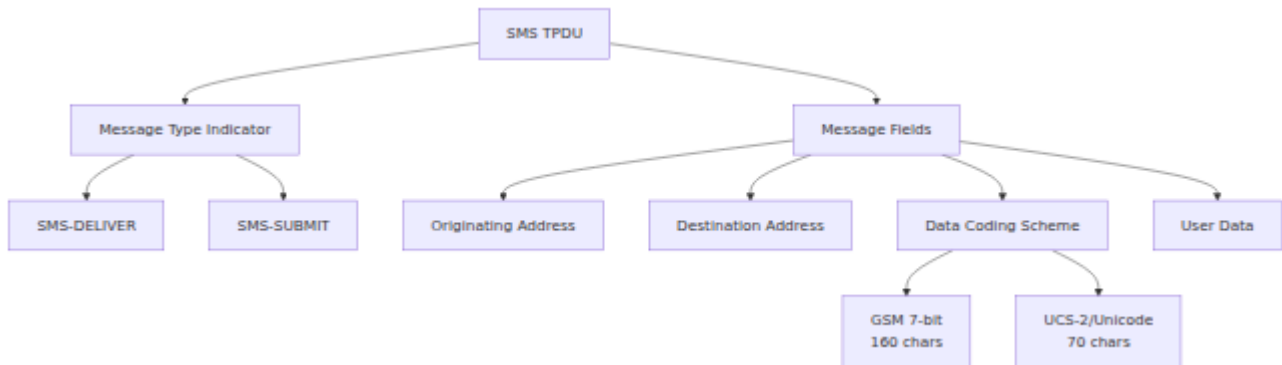 SMS TPDU
Message Type Indicator
Message Fields
SMS-DELIVER
SMS-SUBMIT
Originating Address
Destination Address
Data Coding Scheme
User Data
GSM 7-bit
160 chars
UCS-2/Unicode
70 chars